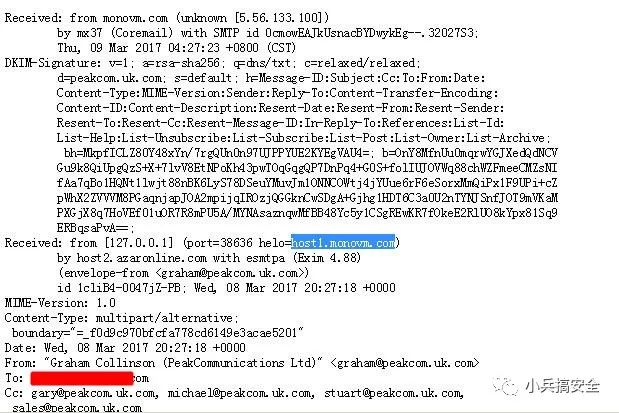 Received: from monovm.com (unknown [5.56.133.100])
by mx37 (Coremail) with SMTP id OcmowEAJkUsnacBYDwykEg--.32027S3;
Thu, 09 Mar 2017 04:27:23 +0800 (CST)
DKIM-Signature: v=1; a=rsa-sha256; q=dns/txt; c=relaxed/relaxed;
d=peakcom.uk.com; s=default; h=Message-ID:Subject:Cc:To:From:Date:
Content-Type:MIME-Version:Sender:Reply-To:Content-Transfer-Encoding:
Content-ID:Content-Description:Resent-Date:Resent-From:Resent-Sender:
Resent-To:Resent-Cc:Resent-Message-ID:In-Reply-To:References:List-Id:
List-Help:List-Unsubscribe:List-Subscribe:List-Post:List-Owner:List-Archive;
bh=MkpfICLZ80Y48xYn/7rgQUn0n97UJPPYUE2KYEgVAU4=; b=OnY8MfnUu0mqrwYGJXedQdNCV
Gu9k8QiUpgQzS+X+7lvV8EtNPoKh43pwTOqGqgQP7DnPq4+G0S+folIUJOVWq88chWZFmeeCMZsNI
fAa7qBo1HQNt1lwjt88nBK6LyS78DSeuYMuvJm1ONNCOWtj4jYUue6rF6eSorxMmQiPx1F9UPi+cZ
pWhX2ZVVVM8PGaqnjapJOA2mpijqIROzjQGGknCwSDgA+Gjhg1HDT6C3a0U2nTYNJSnfJOT9mVKaM
PXGjX8q7HoVEf01uOR7R8mPU5A/MYNAsaznqwMfBB48Yc5y1CSgREwKR7f0keE2RlUO8kYpx81Sq9
ERBqsaPvA==;
Received: from [127.0.0.1] (port=38636 helo=host1.monovm.com)
by host2.azaronline.com with esmtpa (Exim 4.88)
(envelope-from <graham@peakcom.uk.com>)
id 1cliB4-0047jZ-PB; Wed, 08 Mar 2017 20:27:18 +0000
MIME-Version: 1.0
Content-Type: multipart/alternative;
boundary="=_f0d9c970bfcfa778cd6149e3acae5201"
Date: Wed, 08 Mar 2017 20:27:18 +0000
From: "Graham Collinson (PeakCommunications Ltd)" <graham@peakcom.uk.com>
To: com
Cc: gary@peakcom.uk.com, michael@peakcom.uk.com, stuart@peakcom.uk.com,
sales@peakcom.uk.com
小兵搞安全